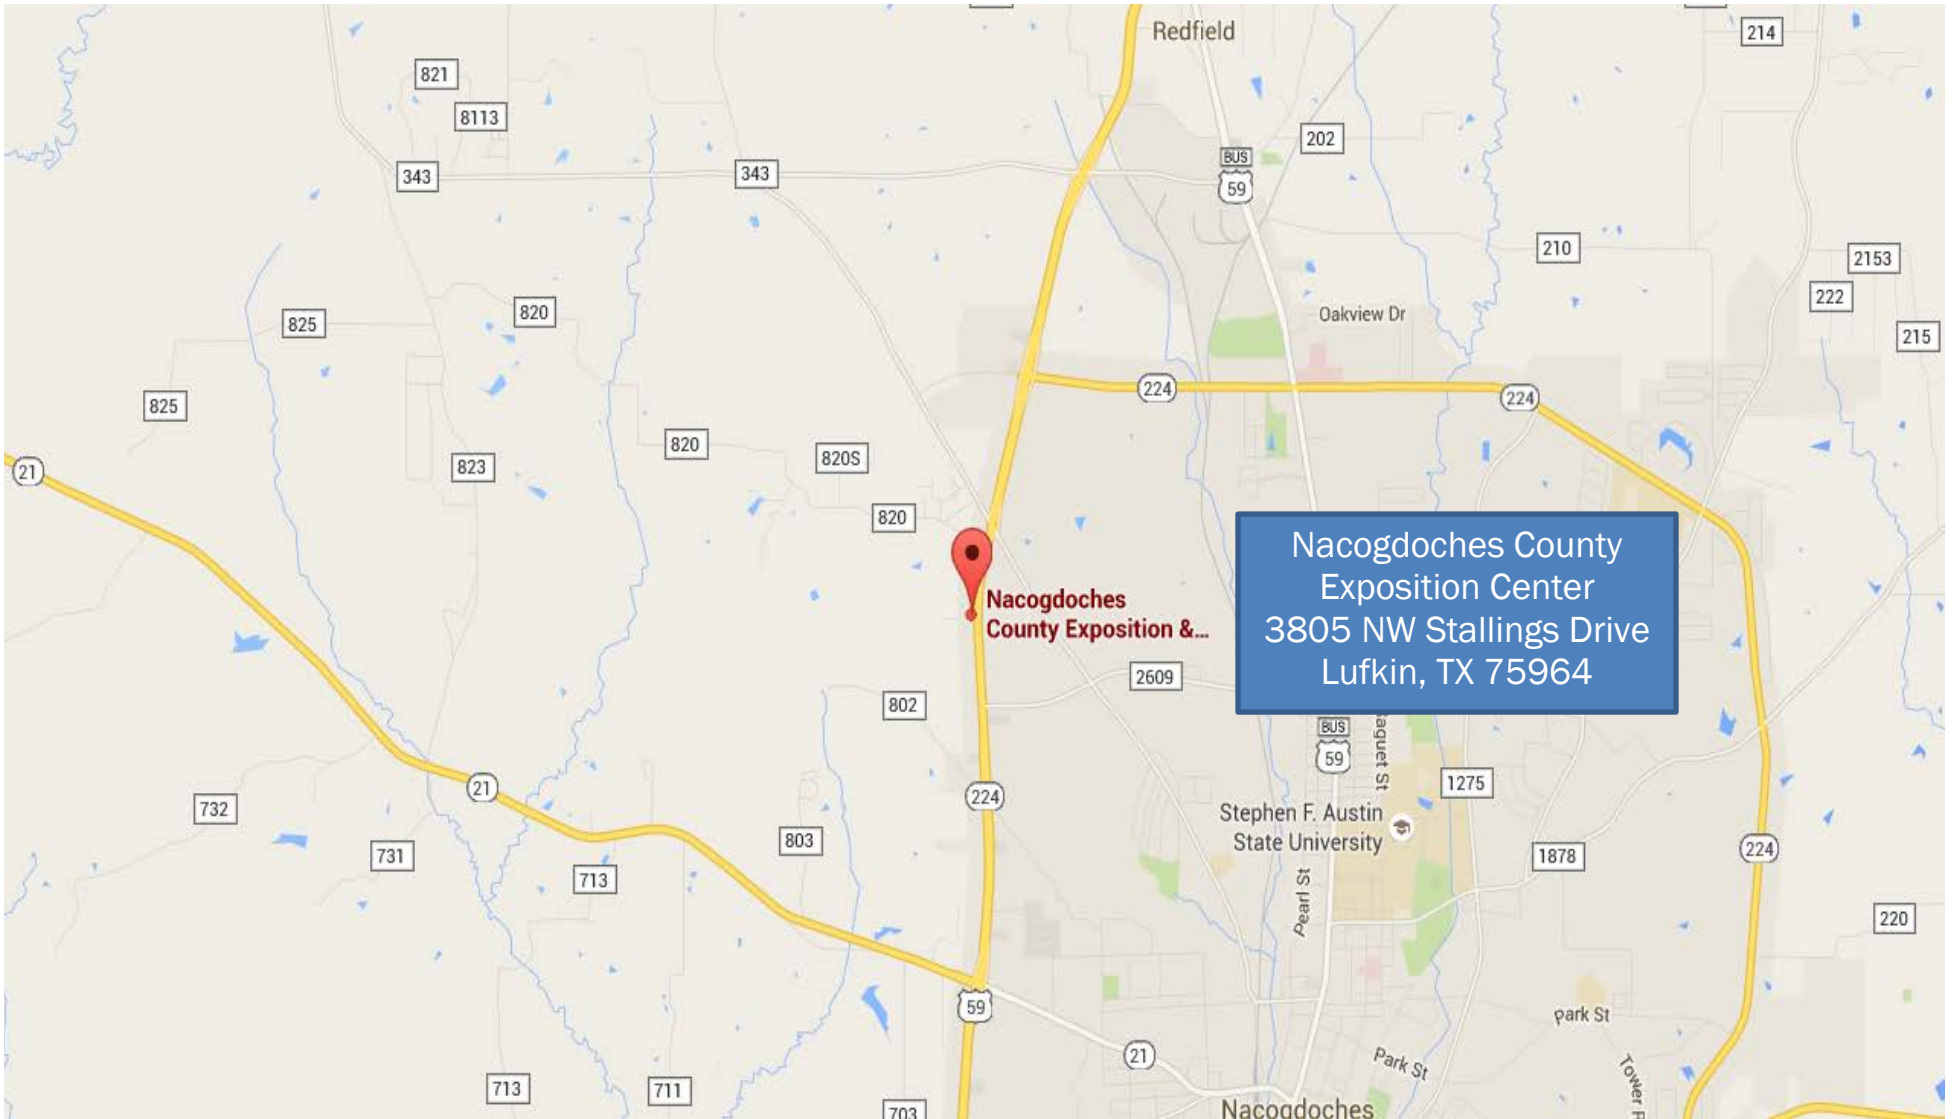 Redfield
214
821
8113
202
BUS
59
343
343
210
2153
222
820
Oakview Dr
825
215
224
224
825
820
820S
823
21
820
Nacogdoches County
Exposition Center
3805 NW Stallings Drive
Lufkin, TX 75964
Nacogdoches
County Exposition &...
2609
802
BUS
59
aquet St
21
1275
224
732
Stephen F. Austin
State University
803
731
1878
224
713
Pearl St
220
59
Park St
21
Park St
713
711
Tower R
703
Nacogdoches